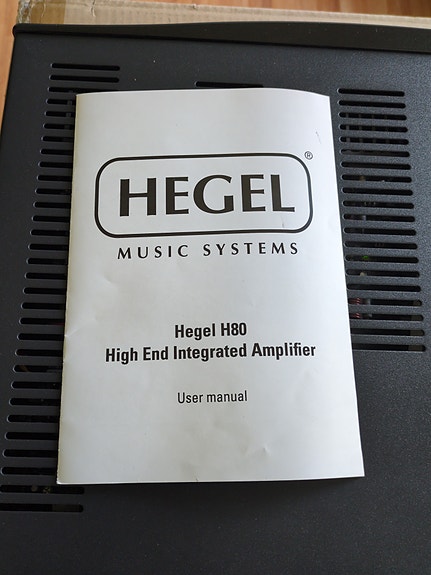 HEGEL®
MUSIC SYSTEMS
Hegel H80
High End Integrated Amplifier
User manual